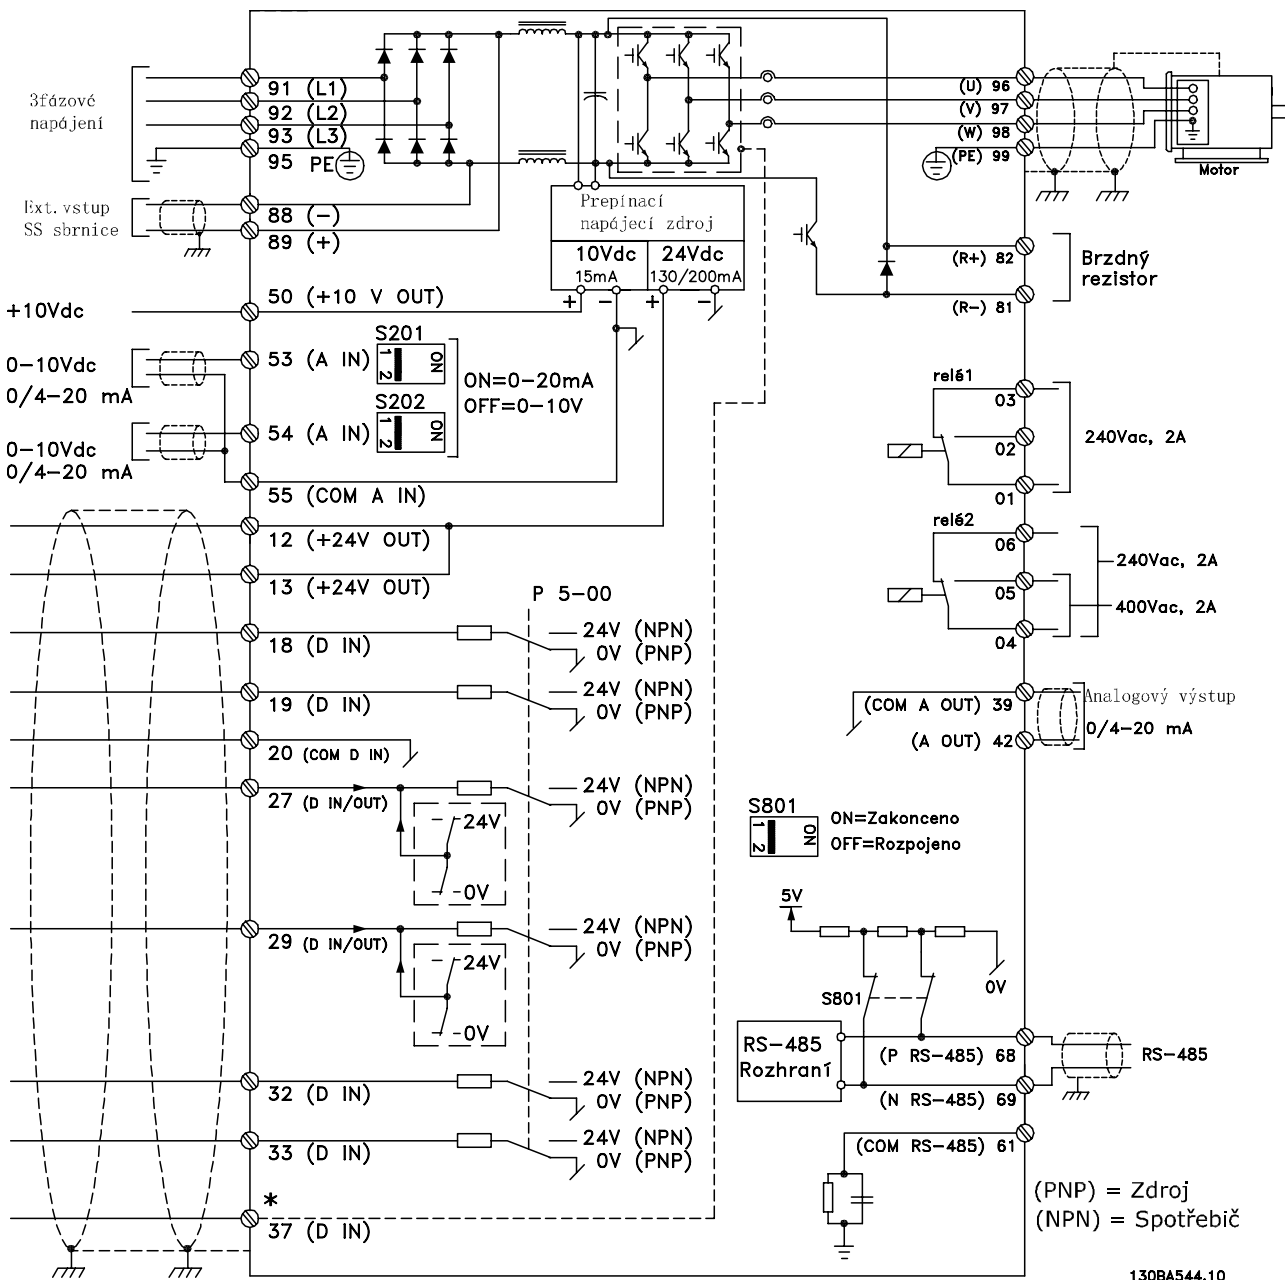 3fázové
napájení
91 (L1)
92 (L2)
93 (L3)
95 PE
Ext. vstup
SS sbrnice
88 (−)
89 (+)
+10Vdc
50 (+10 V OUT)
0−10Vdc
0/4−20 mA
53 (A IN)
S201
1 2
ON
ON=0−20mA
OFF=0−10V
S202
1 2
ON
0−10Vdc
0/4−20 mA
54 (A IN)
55 (COM A IN)
12 (+24V OUT)
13 (+24V OUT)
P 5-00
18 (D IN)
24V (NPN)
0V (PNP)
19 (D IN)
24V (NPN)
0V (PNP)
20 (COM D IN)
27 (D IN/OUT)
24V (NPN)
0V (PNP)
24V
0V
29 (D IN/OUT)
24V (NPN)
0V (PNP)
24V
0V
32 (D IN)
24V (NPN)
0V (PNP)
33 (D IN)
24V (NPN)
0V (PNP)
*
37 (D IN)
Prepínací
napájecí zdroj
10Vdc
15mA
24Vdc
130/200mA
+ − + −
(U) 96
(V) 97
(W) 98
(PE) 99
Motor
(R+) 82
Brzdný
rezistor
(R−) 81
relé1
03
02
01
240Vac, 2A
relé2
06
05
04
240Vac, 2A
400Vac, 2A
(COM A OUT) 39
(A OUT) 42
Analogový výstup
0/4−20 mA
S801
1 2
ON
ON=Zakonceno
OFF=Rozpojeno
5V
0V
S801
RS−485
Rozhraní
(P RS−485) 68
(N RS−485) 69
(COM RS−485) 61
RS−485
(PNP) = Zdroj
(NPN) = Spotřebič
130BA544.10